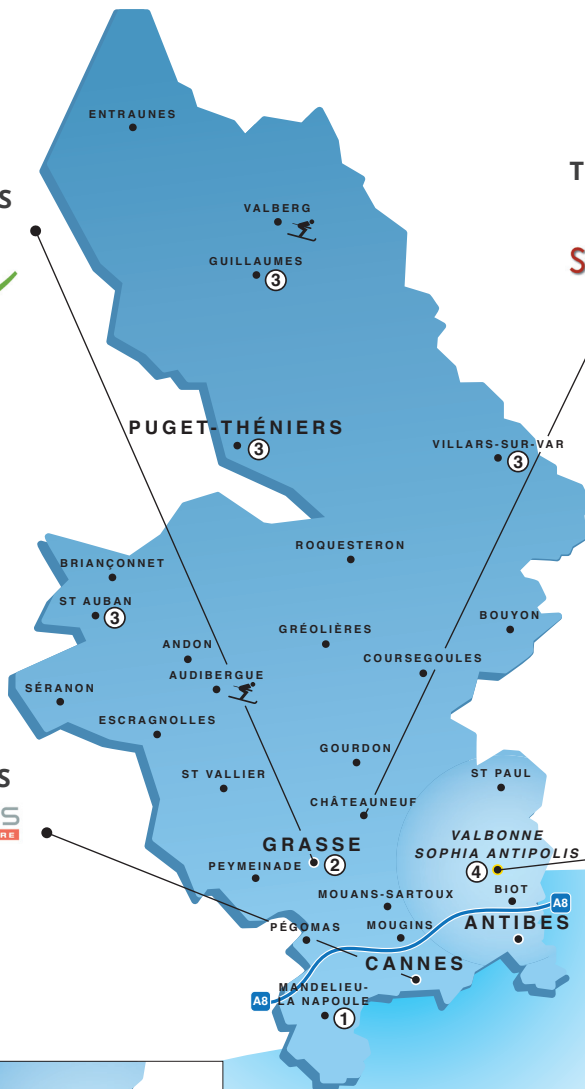 ENTRAUNES
T
S
VALBERG
S
GUILLAUMES
3
PUGET-THÉNIERS
3
VILLARS-SUR-VAR
3
ROQUESTERON
BRIANÇONNET
ST AUBAN
3
BOUYON
GRÉOLIÈRES
ANDON
COURSEGOULES
AUDIBERGUE
SÉRANON
ESCRAGNOLLES
GOURDON
ST VALLIER
ST PAUL
S
CHÂTEAUNEUF
S
RE
VALBONNE
SOPHIA ANTIPOLIS
4
GRASSE
2
PEYMEINADE
BIOT
MOUANS-SARTOUX
A8
ANTIBES
PÉGOMAS
MOUGINS
CANNES
MANDELIEU-
LA NAPOULE
A8
1